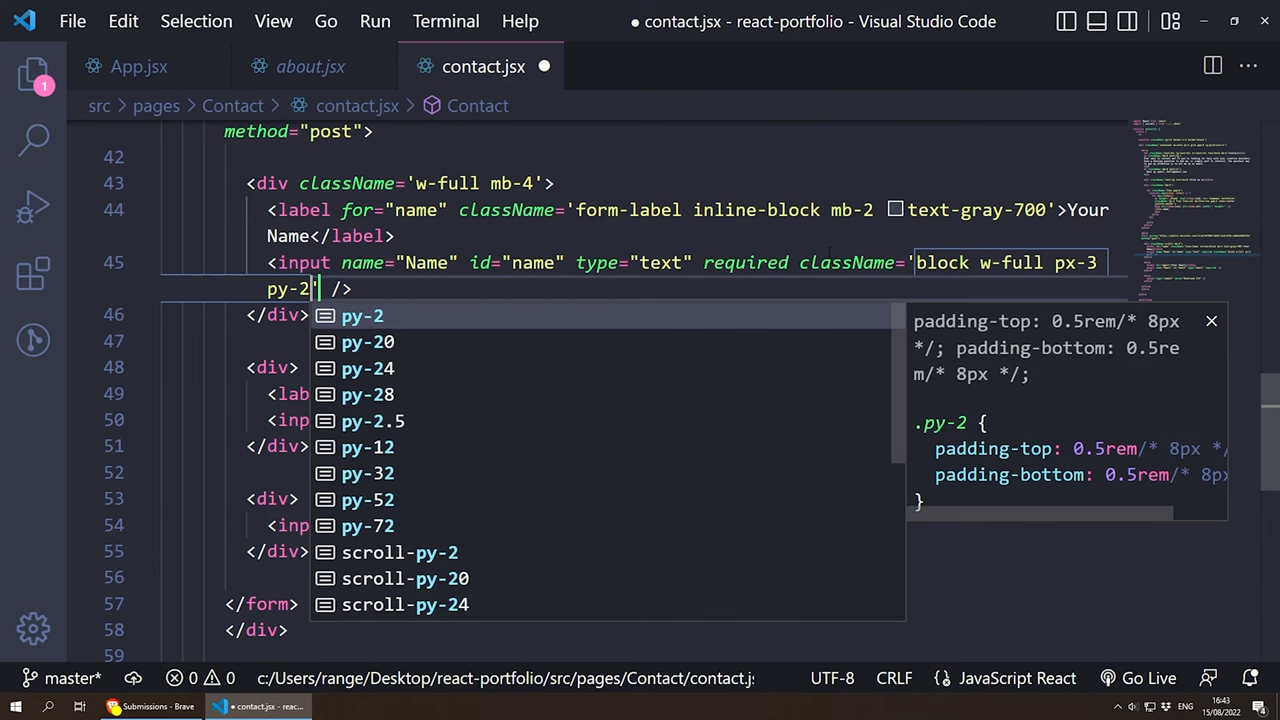 File Edit Selection View Go Run Terminal Help ● contact.jsx - react-portfolio - Visual Studio Code
1
App.jsx about.jsx contact.jsx
src > pages > Contact > contact.jsx > Contact
method="post">
42
43 <div className='w-full mb-4'>
44 <label for="name" className='form-label inline-block mb-2 text-gray-700'>Your
Name</label>
45 <input name="Name" id="name" type="text" required className='block w-full px-3
py-2' />
46 </div>
47
48 <div>
49 <lab
50 <inp
51 </div>
52
53 <div>
54 <inp
55 </div>
56
57 </form>
58 </div>
59
py-2
py-20
py-24
py-28
py-2.5
py-12
py-32
py-52
py-72
scroll-py-2
scroll-py-20
scroll-py-24
padding-top: 0.5rem/* 8px
*/; padding-bottom: 0.5re
m/* 8px */;
.py-2 {
padding-top: 0.5rem/* 8px */
padding-bottom: 0.5rem/* 8px
}
master* 0 0 c:/Users/range/Desktop/react-portfolio/src/pages/Contact/contact.js UTF-8 CRLF JavaScript React Go Live
Submissions - Brave ● contact.jsx - reac... ENG 16:43
15/08/2022 4